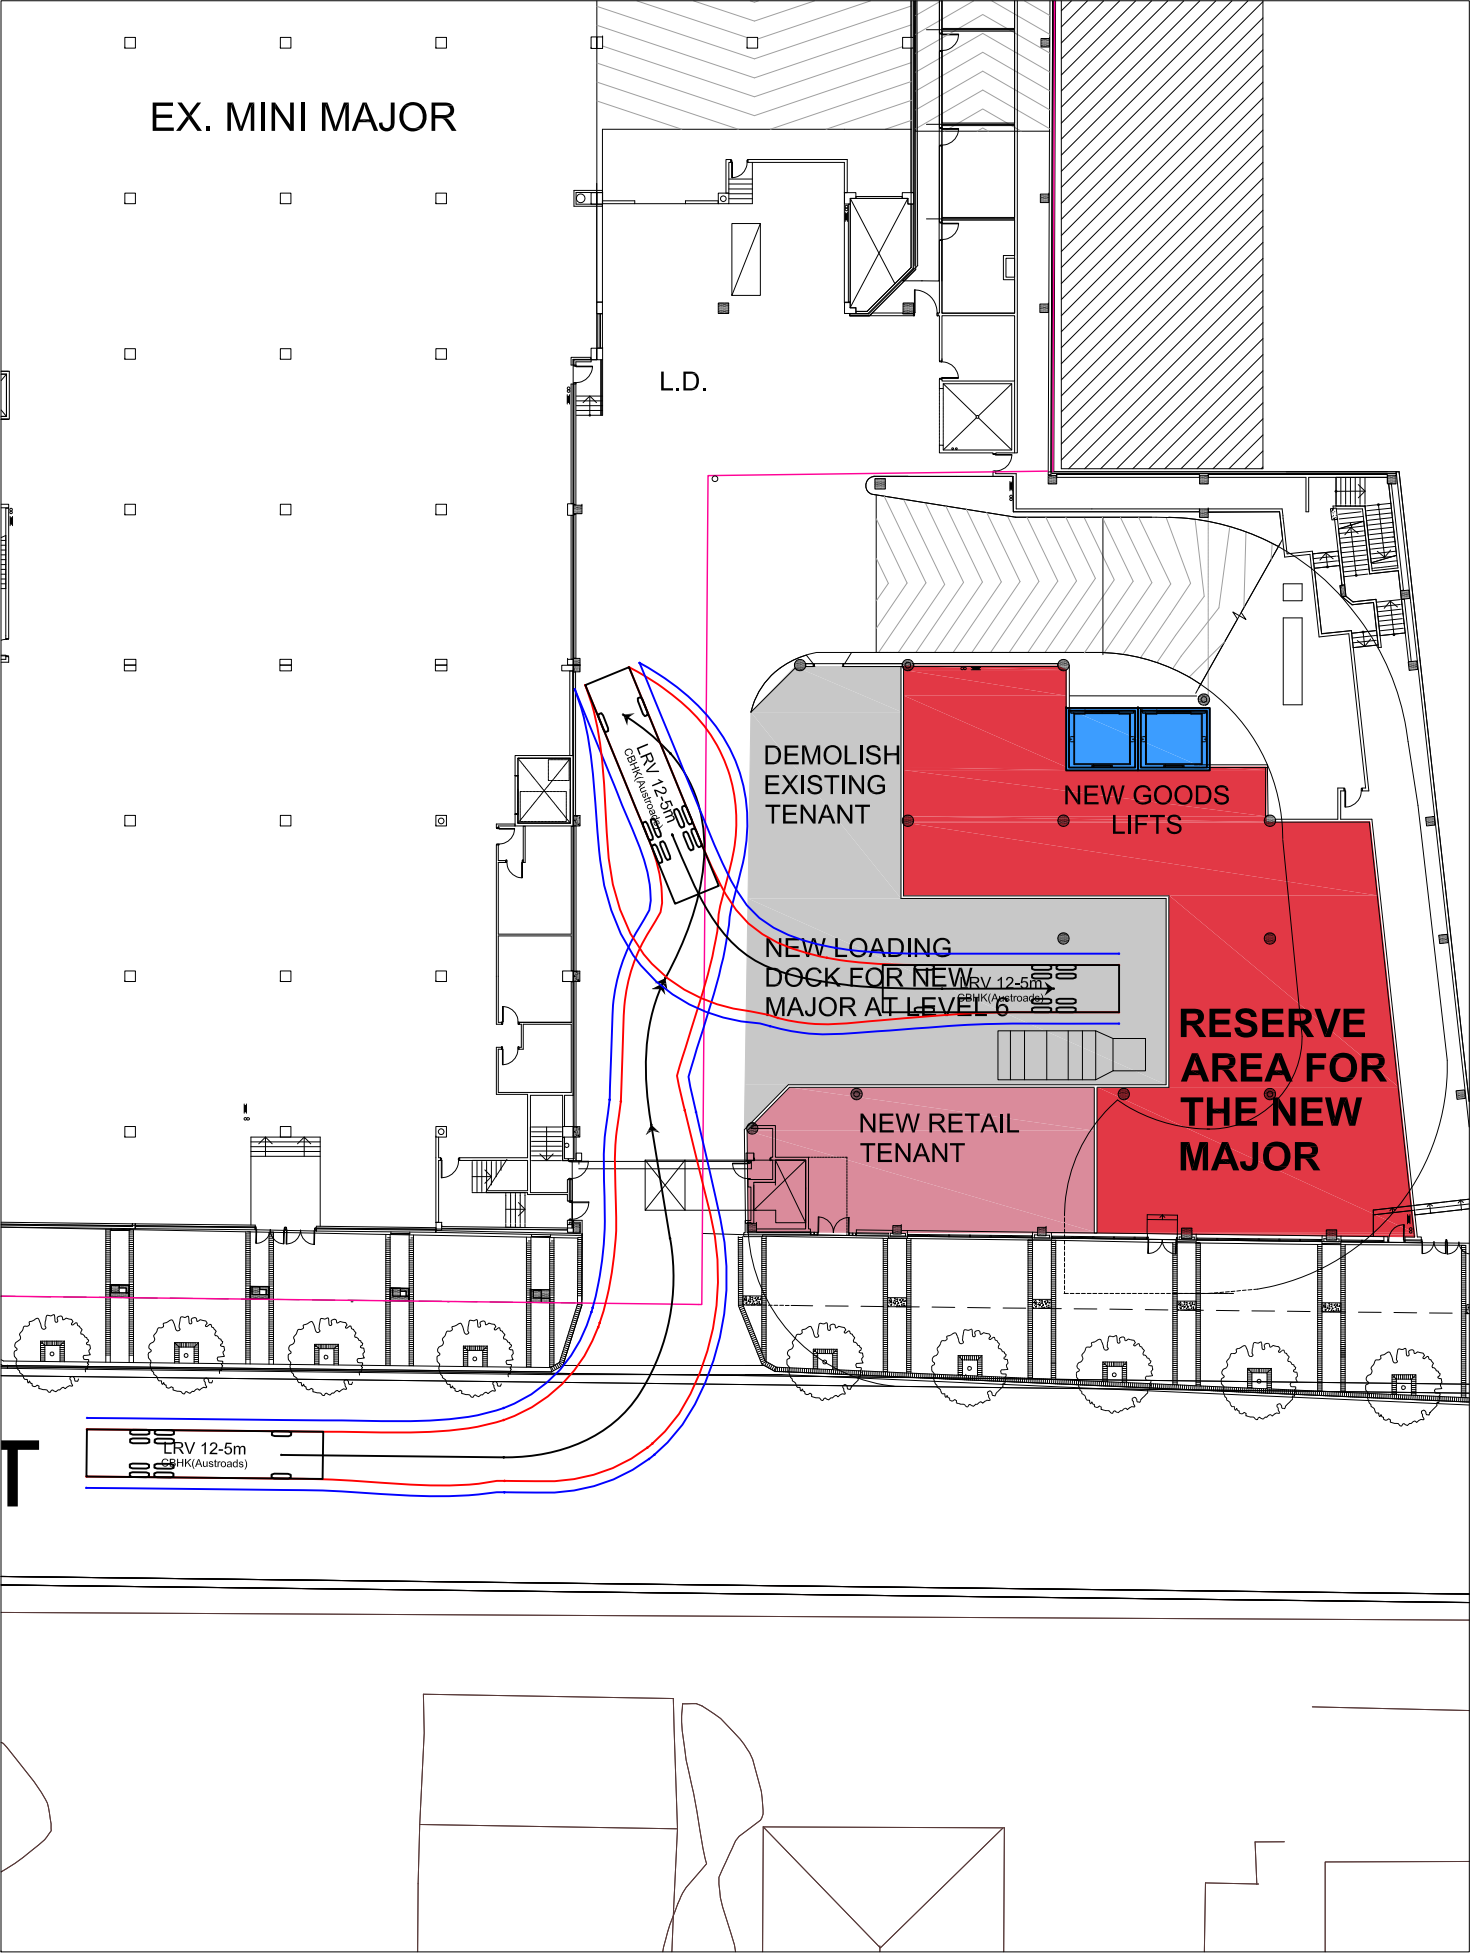 EX. MINI MAJOR
L.D.
DEMOLISH
EXISTING
TENANT
LRV 12-5m
CBHK(Austroads)
NEW GOODS
LIFTS
NEW LOADING
DOCK FOR NEW
MAJOR AT LEVEL 6
LRV 12-5m
CBHK(Austroads)
RESERVE
AREA FOR
THE NEW
MAJOR
NEW RETAIL
TENANT
LRV 12-5m
CBHK(Austroads)
T